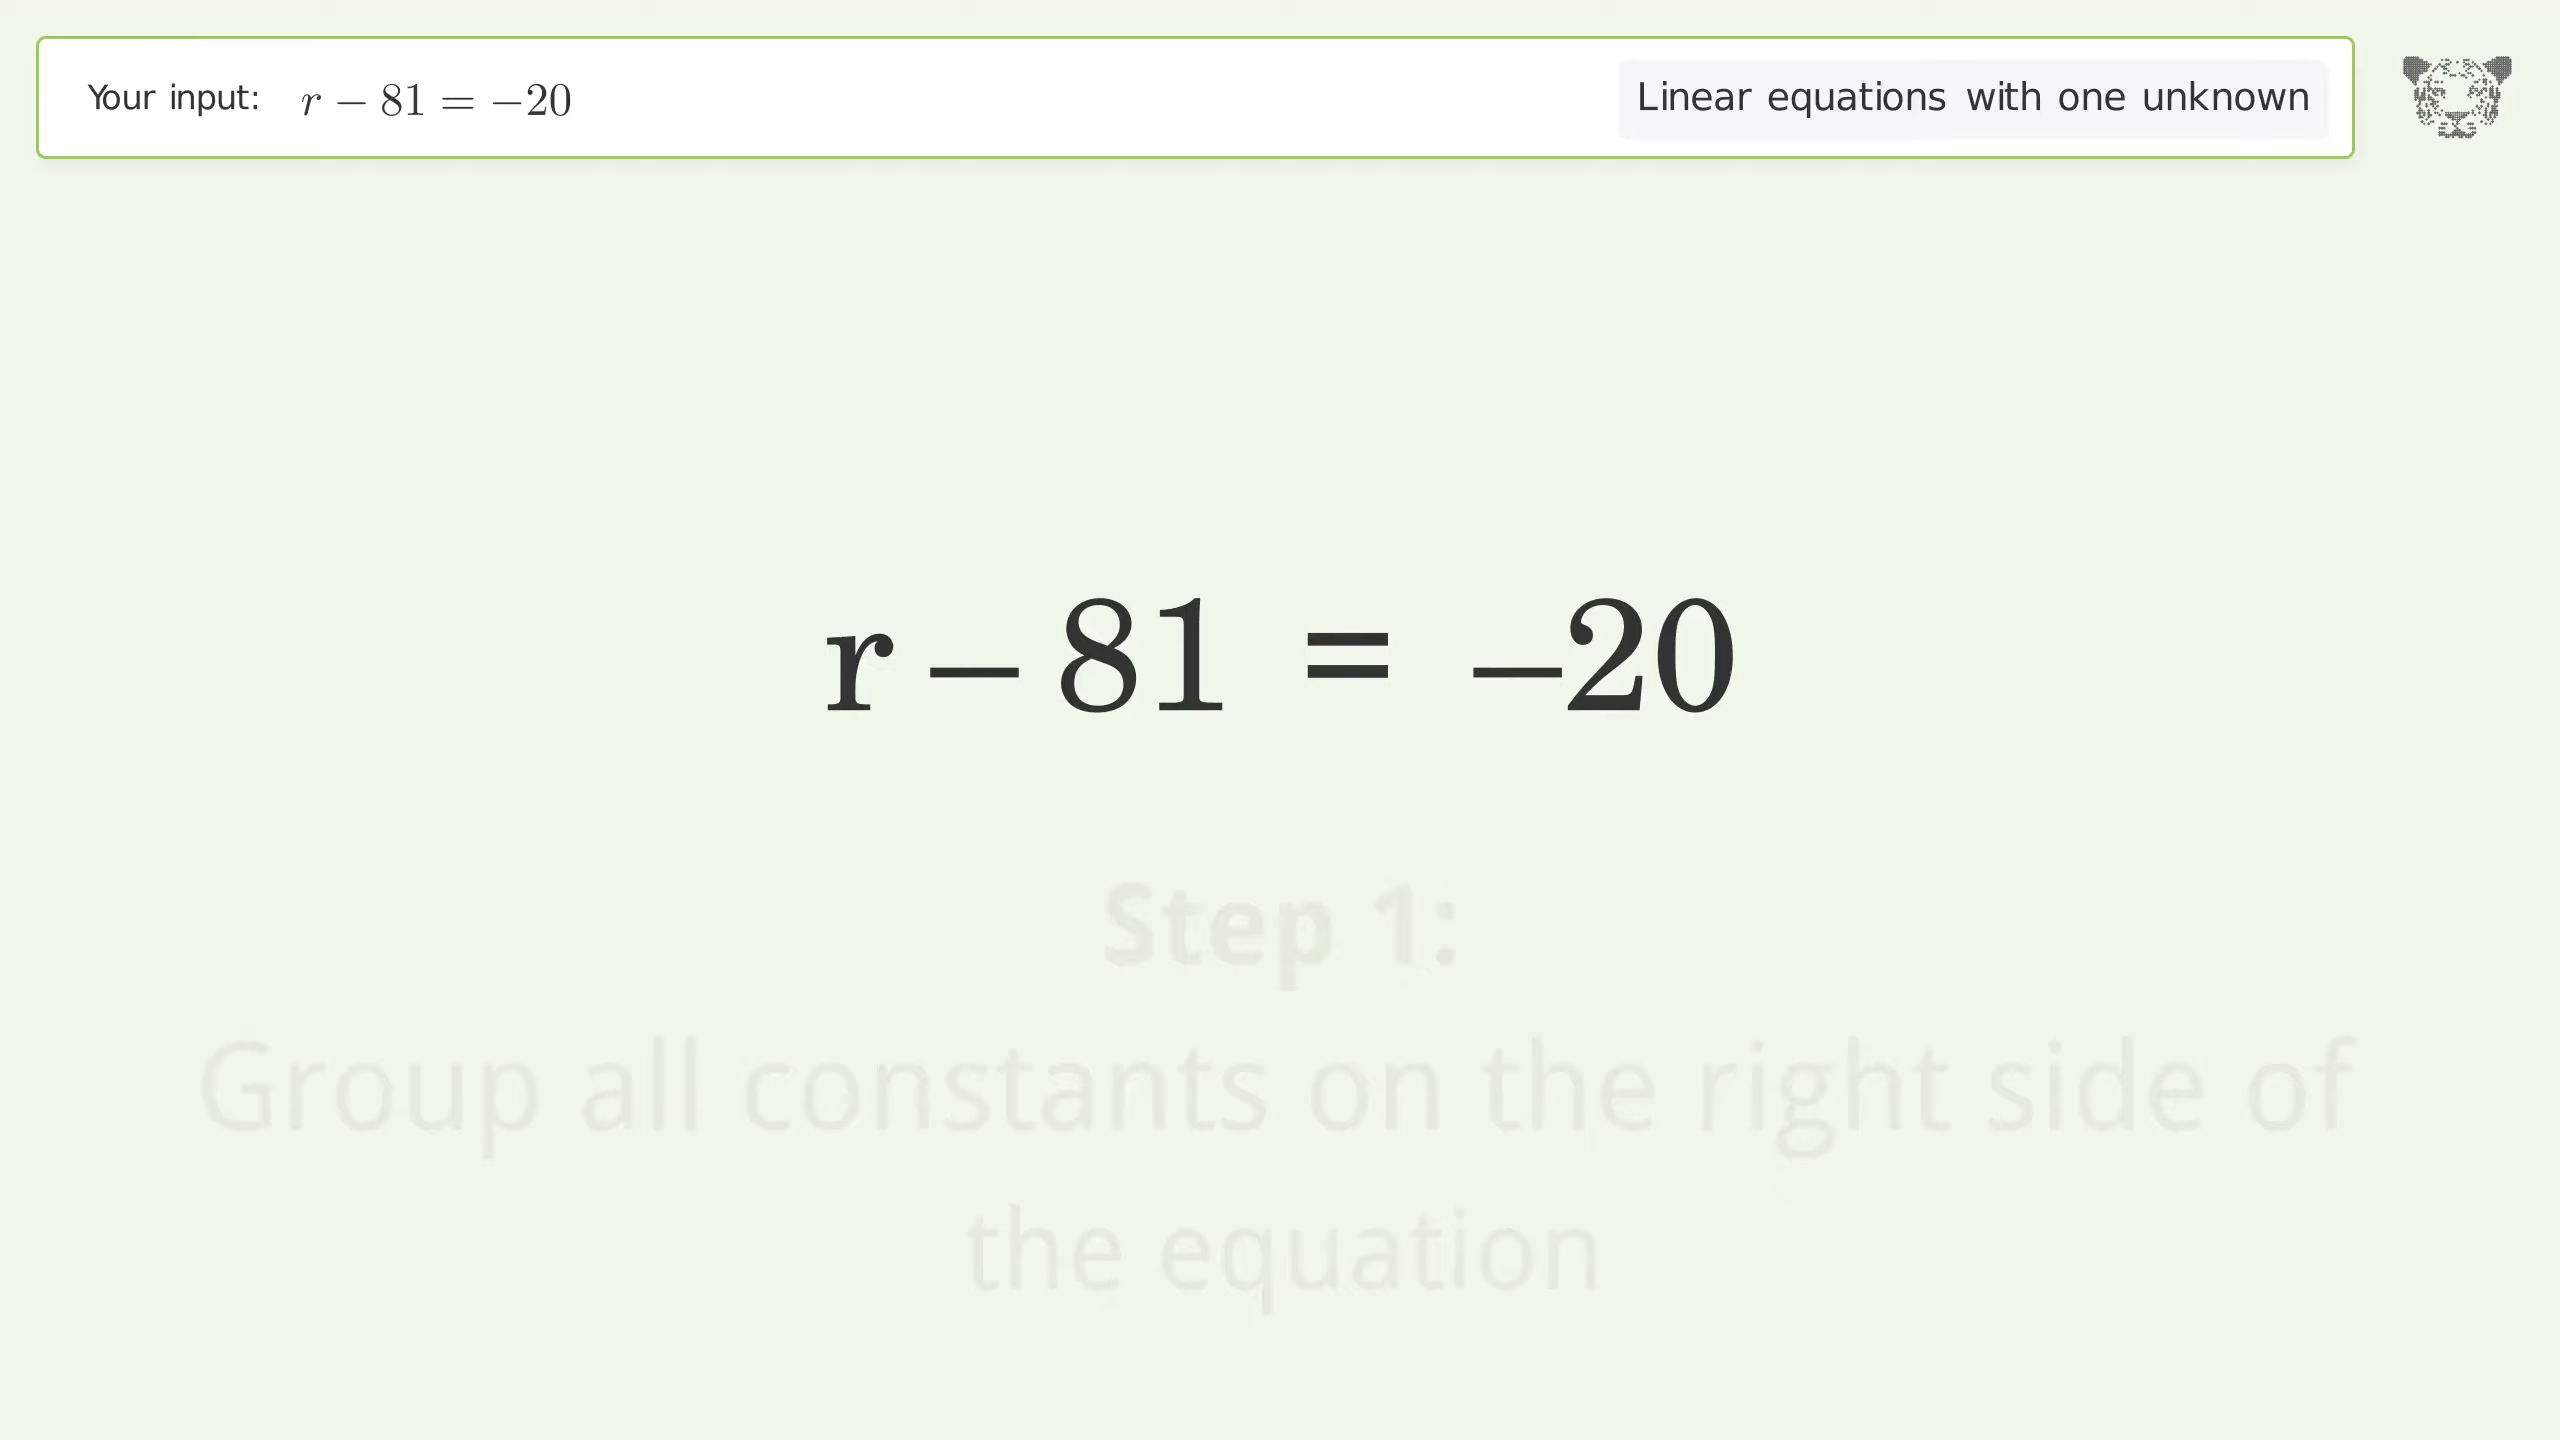 Your input: r − 81 = −20
Linear equations with one unknown
r − 81 = −20
Step 1:
Group all constants on the right side of
the equation